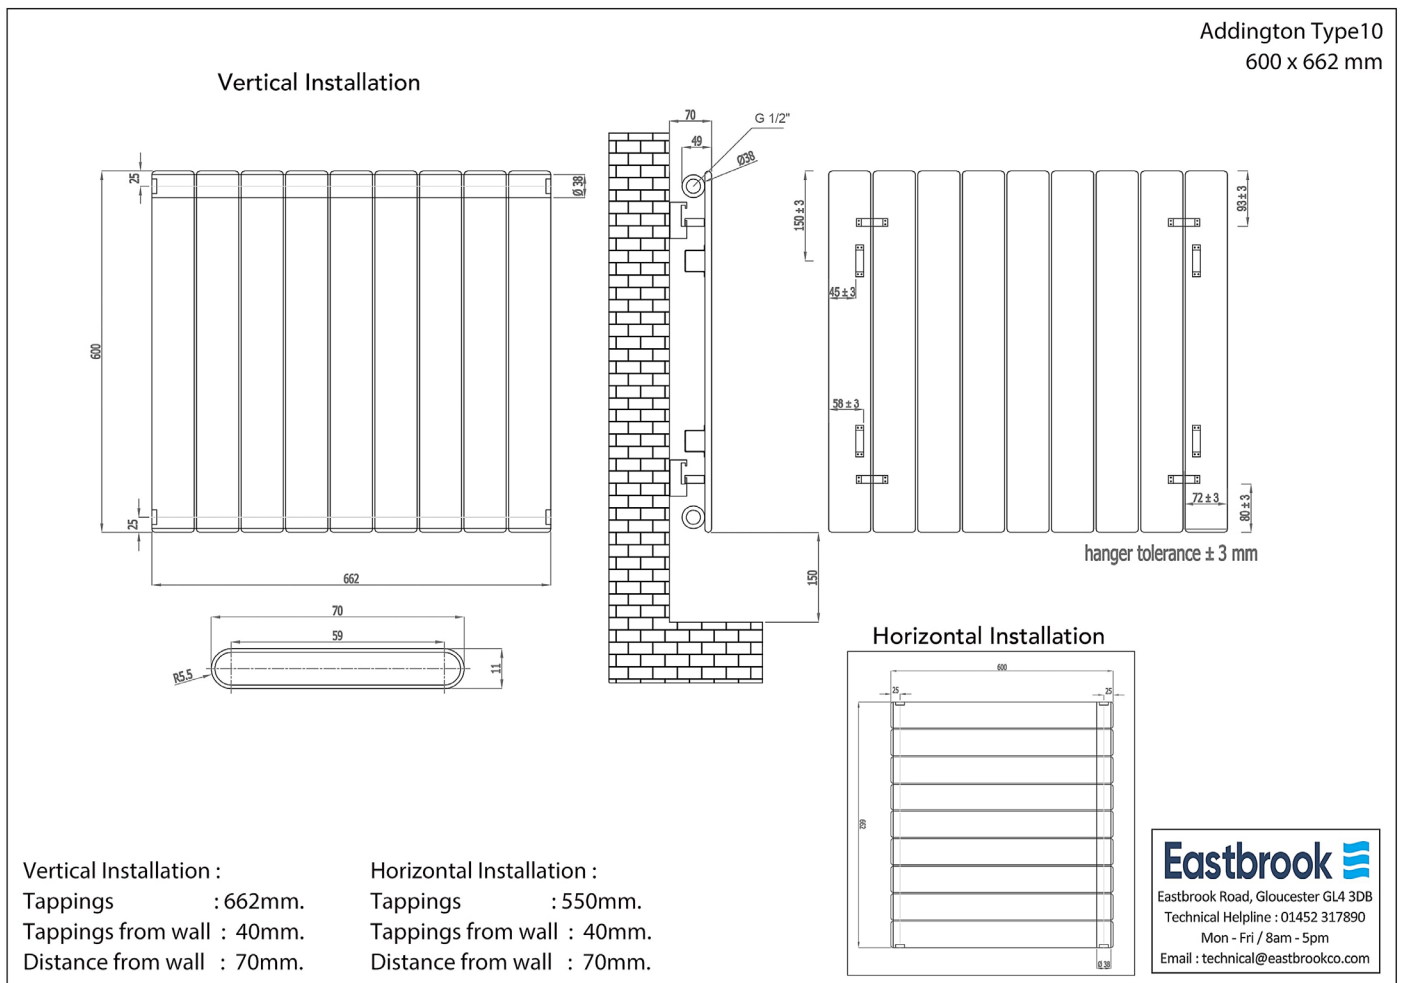 Addington Type10
600 x 662 mm
Vertical Installation
25
Ø 38
600
25
662
70
59
R5.5
11
70
G 1/2"
49
Ø38
150
150 ± 3
93 ± 3
45 ± 3
58 ± 3
72 ± 3
80 ± 3
hanger tolerance ± 3 mm
Horizontal Installation
600
25
25
662
Ø 38
Vertical Installation :
Tappings : 662mm.
Tappings from wall : 40mm.
Distance from wall : 70mm.
Horizontal Installation :
Tappings : 550mm.
Tappings from wall : 40mm.
Distance from wall : 70mm.
Eastbrook
Eastbrook Road, Gloucester GL4 3DB
Technical Helpline : 01452 317890
Mon - Fri / 8am - 5pm
Email : technical@eastbrookco.com